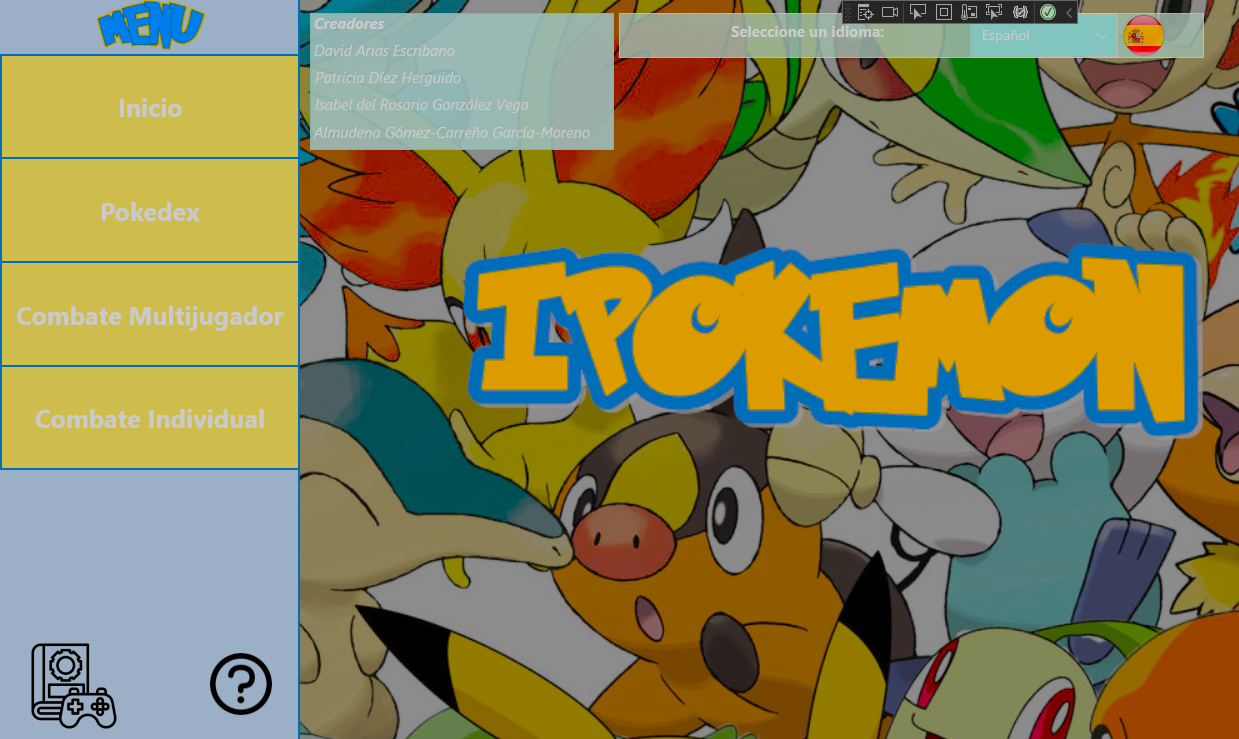 MENU
Inicio
Pokedex
Combate Multijugador
Combate Individual
Creadores
David Arias Escribano
Patricia Díez Herguido
Isabel del Rosario González Vega
Almudena Gómez-Carreño García-Moreno
Seleccione un idioma:
Español
IPOKEMON
?